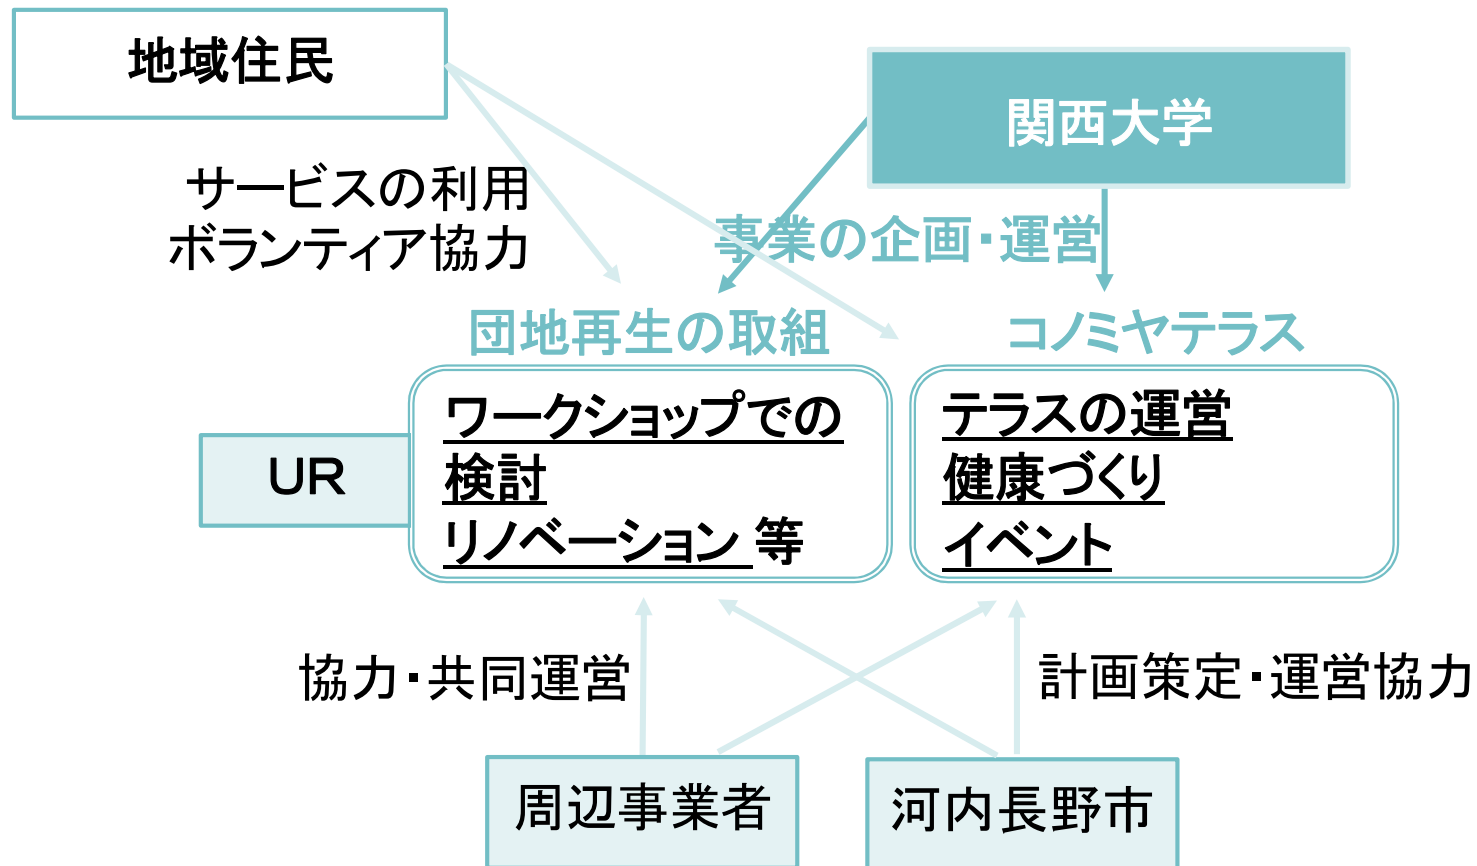 地域住民
関西大学
サービスの利用
ボランティア協力
事業の企画・運営
団地再生の取組
コノミヤテラス
ワークショップでの
検討
リノベーション 等
テラスの運営
健康づくり
イベント
ＵＲ
協力・共同運営
計画策定・運営協力
周辺事業者
河内長野市